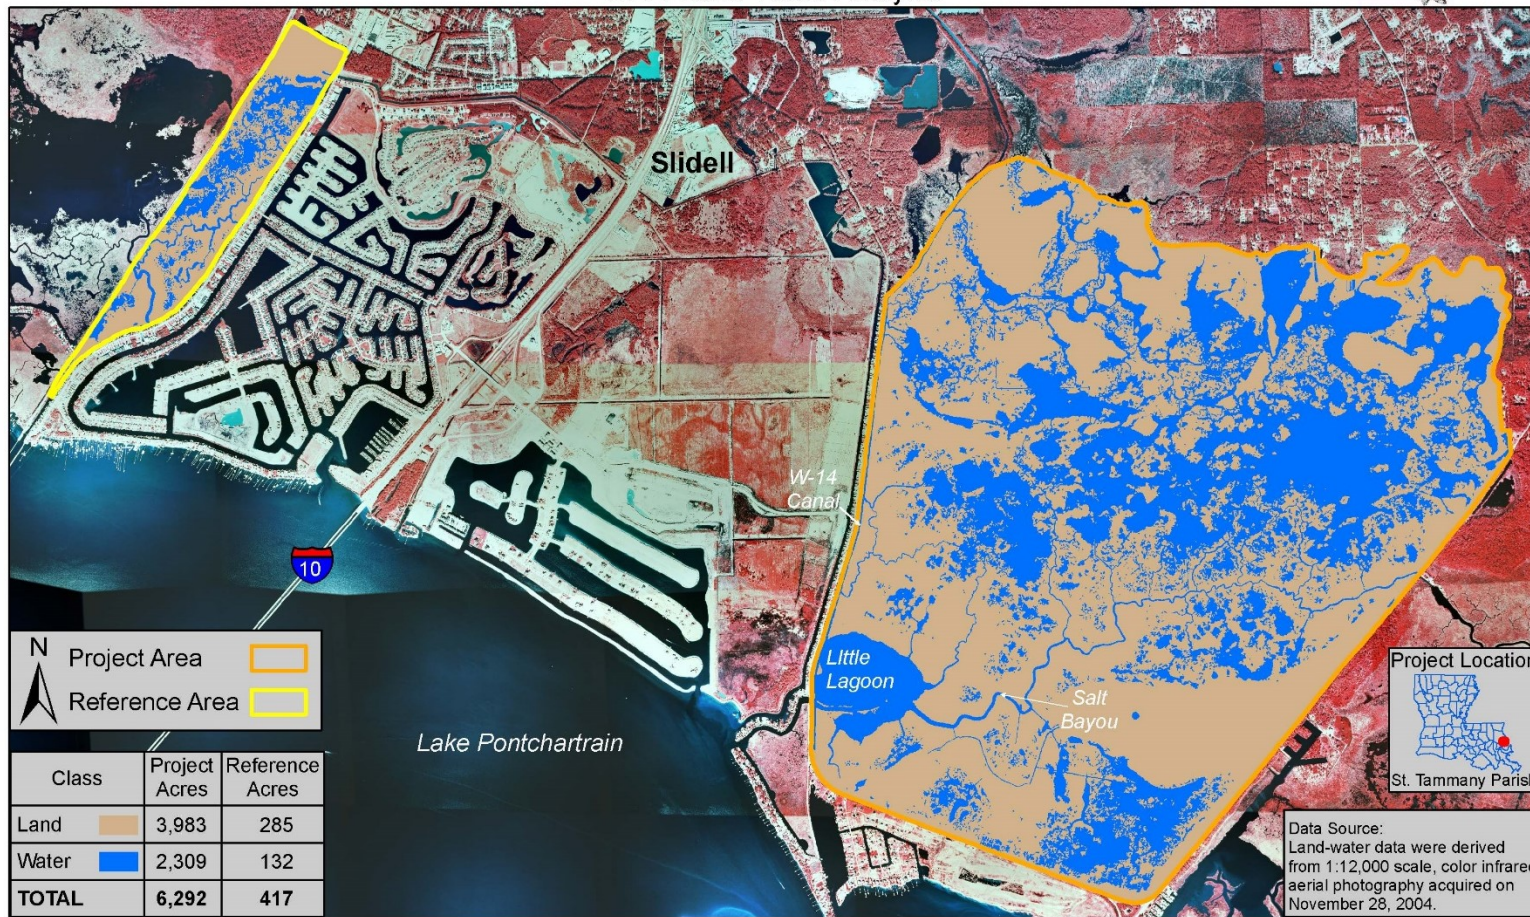 Slidell
W-14
Canal
10
N
Project Area
Reference Area
LIttle
Lagoon
Salt
Bayou
Lake Pontchartrain
Project Location
St. Tammany Parish
Class Project Acres Reference Acres
Land 3,983 285
Water 2,309 132
TOTAL 6,292 417
Data Source:
Land-water data were derived
from 1:12,000 scale, color infrared
aerial photography acquired on
November 28, 2004.